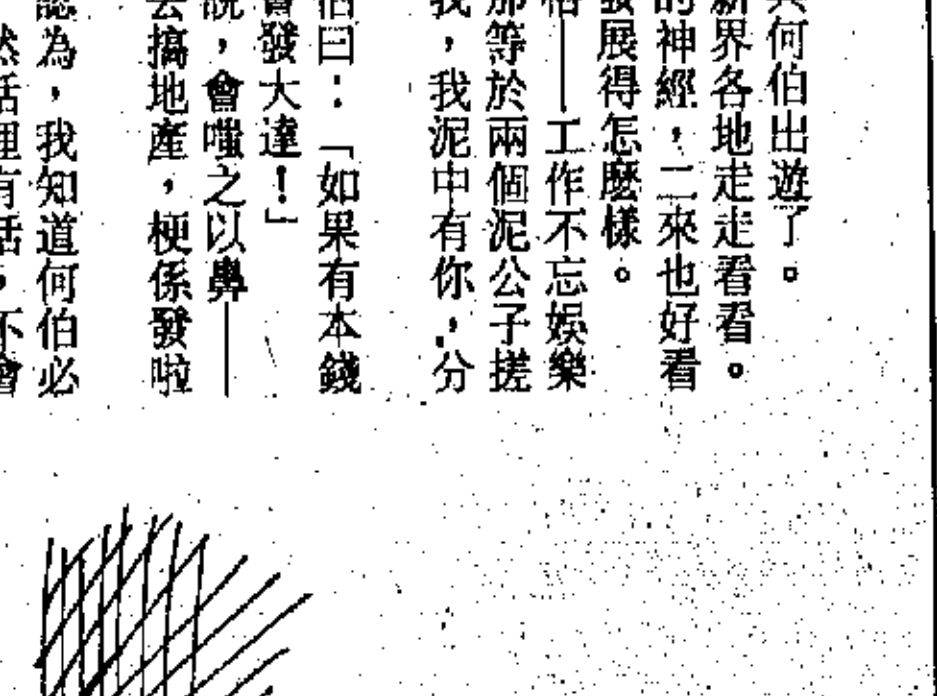 與何伯出遊了。
新界各地走走看看。
的神經，二來也好看
發展得怎麼樣。
格——工作不忘娛樂
那等於兩個泥公子搓
我，我泥中有你，分
伯曰：「如果有本錢
會發大達！」
說，會嗤之以鼻——
去搞地產，梗係發啦
認為，我知道何伯必
然話裡有話，不會